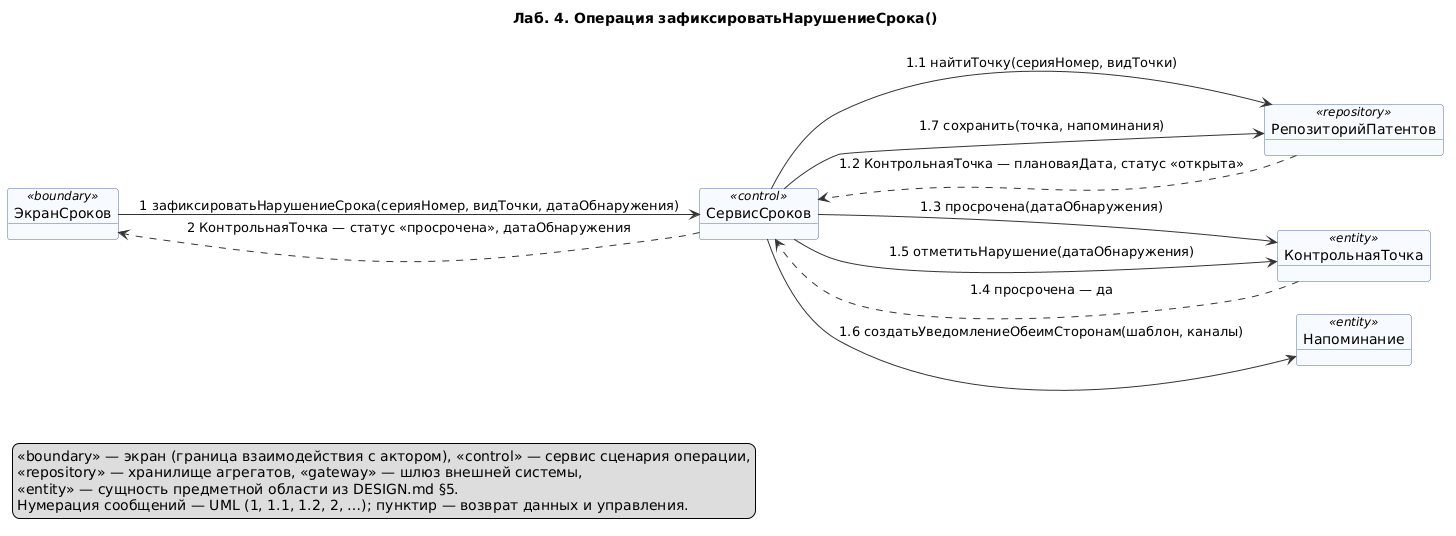 Лаб. 4. Операция зафиксироватьНарушениеСрока()
1.1 найтиТочку(серияНомер, видТочки)
«repository»
РепозиторийПатентов
1.7 сохранить(точка, напоминания)
1.2 КонтрольнаяТочка — плановаяДата, статус «открыта»
«boundary»
ЭкранСроков
1 зафиксироватьНарушениеСрока(серияНомер, видТочки, датаОбнаружения)
2 КонтрольнаяТочка — статус «просрочена», датаОбнаружения
«control»
СервисСроков
1.3 просрочена(датаОбнаружения)
«entity»
КонтрольнаяТочка
1.5 отметитьНарушение(датаОбнаружения)
1.4 просрочена — да
1.6 создатьУведомлениеОбеимСторонам(шаблон, каналы)
«entity»
Напоминание
«boundary» — экран (граница взаимодействия с актором), «control» — сервис сценария операции,
«repository» — хранилище агрегатов, «gateway» — шлюз внешней системы,
«entity» — сущность предметной области из DESIGN.md §5.
Нумерация сообщений — UML (1, 1.1, 1.2, 2, ...); пунктир — возврат данных и управления.